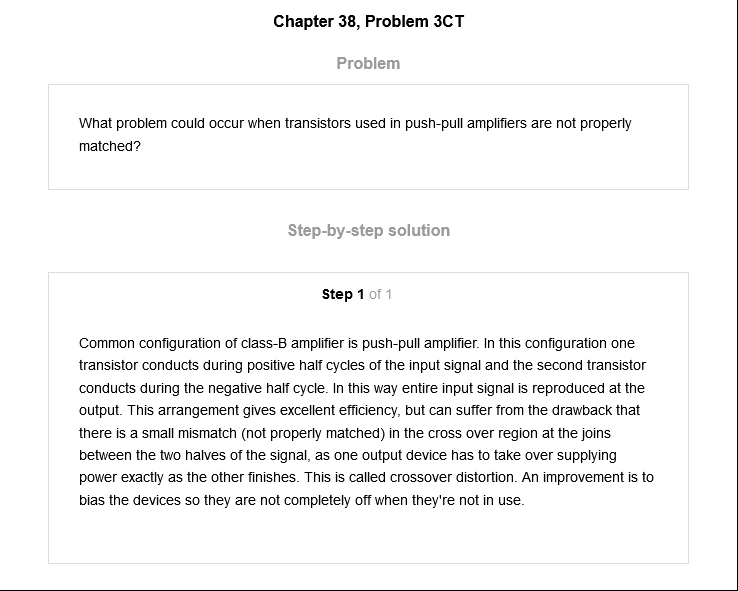 Chapter 38, Problem 3CT
Problem
What problem could occur when transistors used in push-pull amplifiers are not properly
matched?
Step-by-step solution
Step 1 of 1
Common configuration of class-B amplifier is push-pull amplifier. In this configuration one
transistor conducts during positive half cycles of the input signal and the second transistor
conducts during the negative half cycle. In this way entire input signal is reproduced at the
output. This arrangement gives excellent efficiency, but can suffer from the drawback that
there is a small mismatch (not properly matched) in the cross over region at the joins
between the two halves of the signal, as one output device has to take over supplying
power exactly as the other finishes. This is called crossover distortion. An improvement is to
bias the devices so they are not completely off when they're not in use.